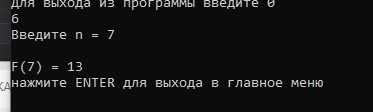 Для выхода из программы введите 0
6
Введите n = 7
F(7) = 13
нажмите ENTER для выхода в главное меню